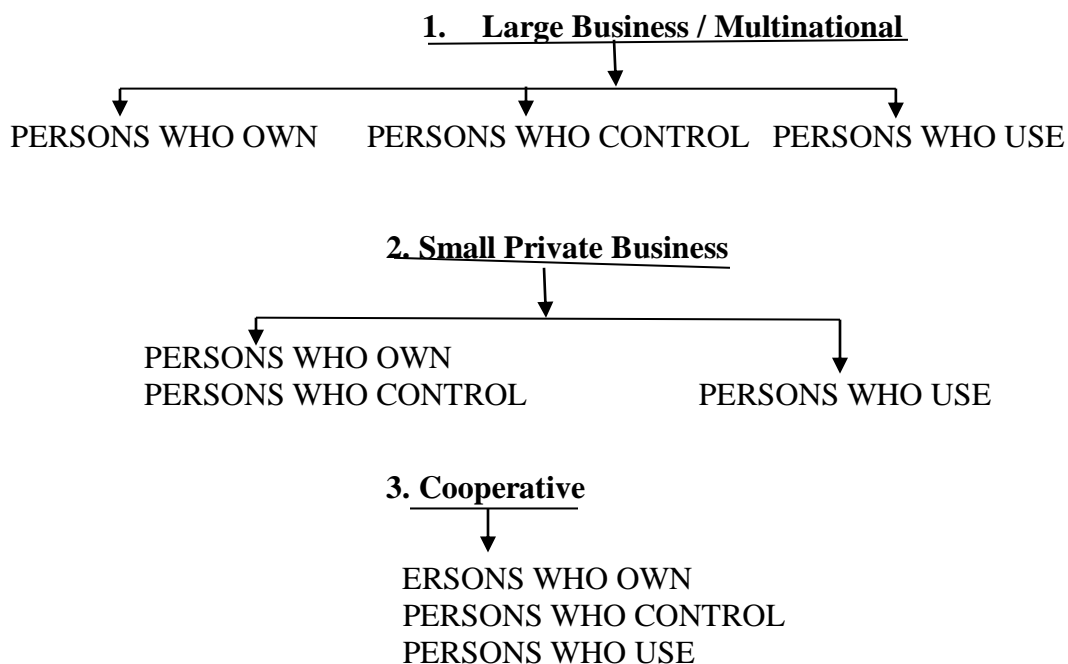 1. Large Business / Multinational
PERSONS WHO OWN PERSONS WHO CONTROL PERSONS WHO USE
2. Small Private Business
PERSONS WHO OWN
PERSONS WHO CONTROL PERSONS WHO USE
3. Cooperative
ERSONS WHO OWN
PERSONS WHO CONTROL
PERSONS WHO USE